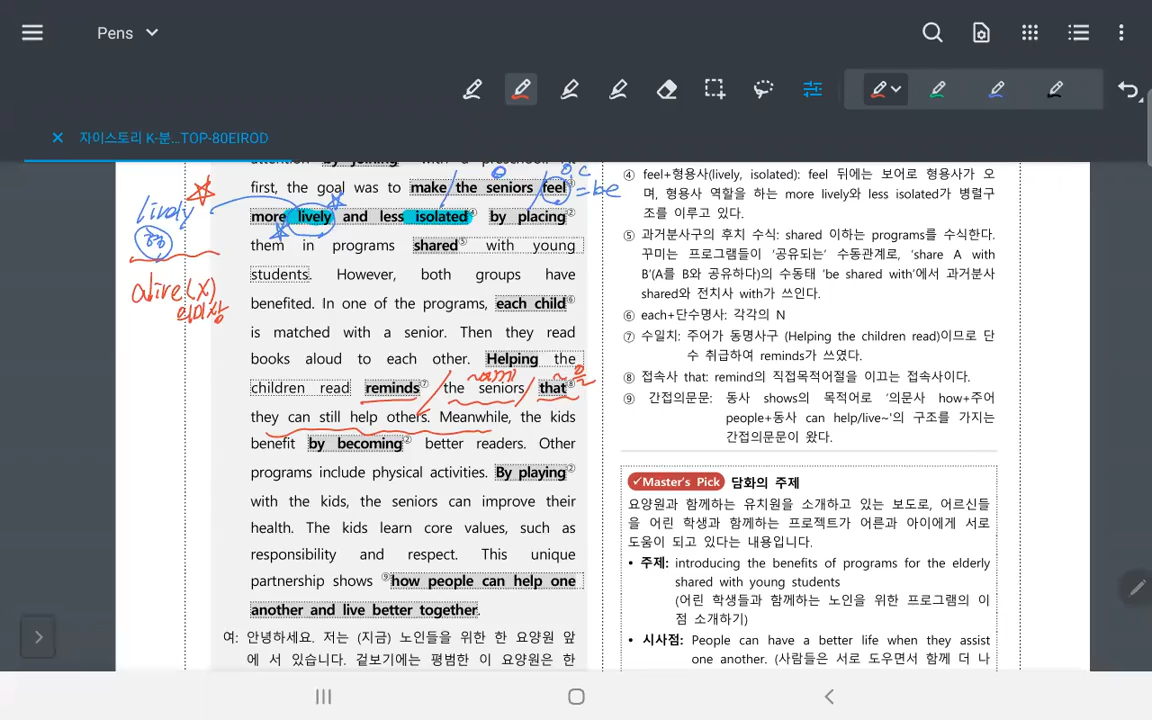 Pens
자이스토리 K-분...TOP-80EIROD
attention by joining with a preschool.
first, the goal was to make the seniors feel④
O
O.C
= be
more lively and less isolated④ by placing②
lively
형
alive(X)
의미상
them in programs shared⑤ with young
students. However, both groups have
benefited. In one of the programs, each child⑥
is matched with a senior. Then they read
books aloud to each other. Helping the
children read reminds⑦ the seniors that⑧
they can still help others. Meanwhile, the kids
benefit by becoming② better readers. Other
programs include physical activities. By playing②
with the kids, the seniors can improve their
health. The kids learn core values, such as
responsibility and respect. This unique
partnership shows ⑨how people can help one
another and live better together.
여: 안녕하세요. 저는 (지금) 노인들을 위한 한 요양원 앞
에 서 있습니다. 겉보기에는 평범한 이 요양원은 한
④ feel+형용사(lively, isolated): feel 뒤에는 보어로 형용사가 오
며, 형용사 역할을 하는 more lively와 less isolated가 병렬구
조를 이루고 있다.
⑤ 과거분사구의 후치 수식: shared 이하는 programs를 수식한다.
꾸미는 프로그램들이 '공유되는' 수동관계로, 'share A with
B'(A를 B와 공유하다)의 수동태 'be shared with'에서 과거분사
shared와 전치사 with가 쓰인다.
⑥ each+단수명사: 각각의 N
⑦ 수일치: 주어가 동명사구 (Helping the children read)이므로 단
수 취급하여 reminds가 쓰였다.
⑧ 접속사 that: remind의 직접목적어절을 이끄는 접속사이다.
⑨ 간접의문문: 동사 shows의 목적어로 '의문사 how+주어
people+동사 can help/live~'의 구조를 가지는
간접의문문이 왔다.
✓Master's Pick 담화의 주제
요양원과 함께하는 유치원을 소개하고 있는 보도로, 어르신들
을 어린 학생과 함께하는 프로젝트가 어른과 아이에게 서로
도움이 되고 있다는 내용입니다.
• 주제: introducing the benefits of programs for the elderly
shared with young students
(어린 학생들과 함께하는 노인을 위한 프로그램의 이
점 소개하기)
• 시사점: People can have a better life when they assist
one another. (사람들은 서로 도우면서 함께 더 나